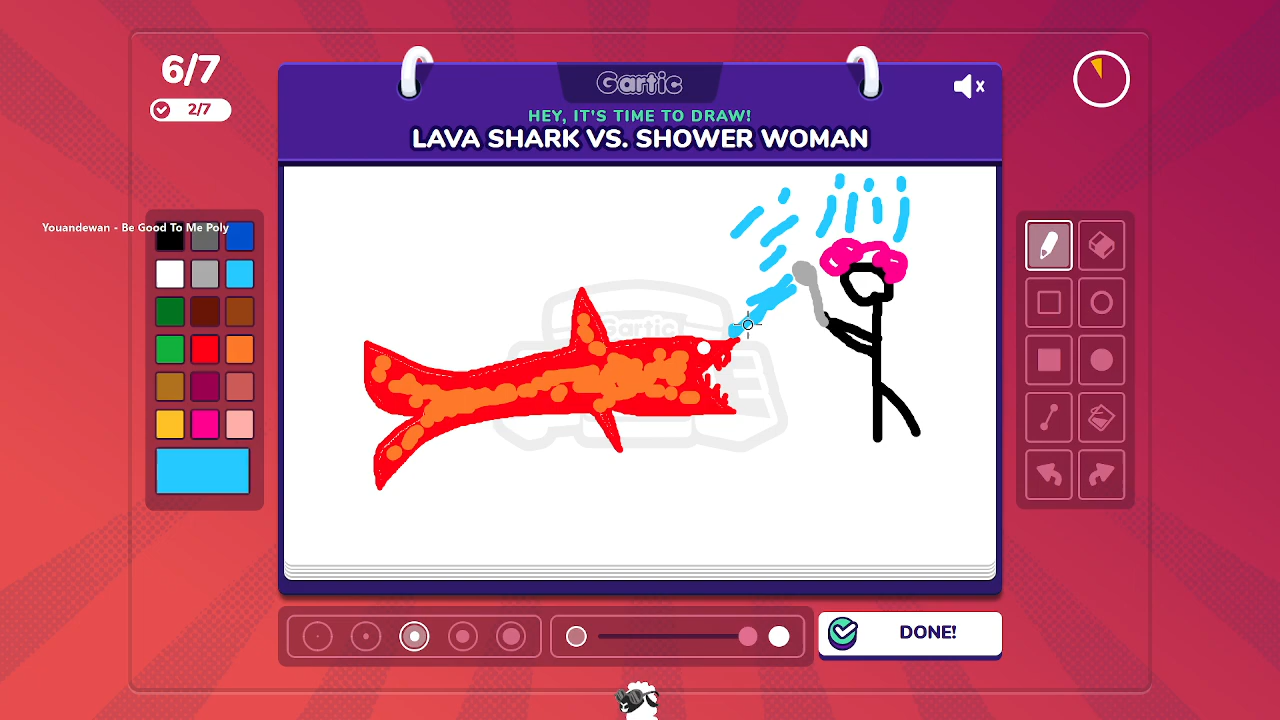 6/7
2/7
Gartic
HEY, IT'S TIME TO DRAW!
LAVA SHARK VS. SHOWER WOMAN
Youandewan - Be Good To Me Poly
Gartic
DONE!